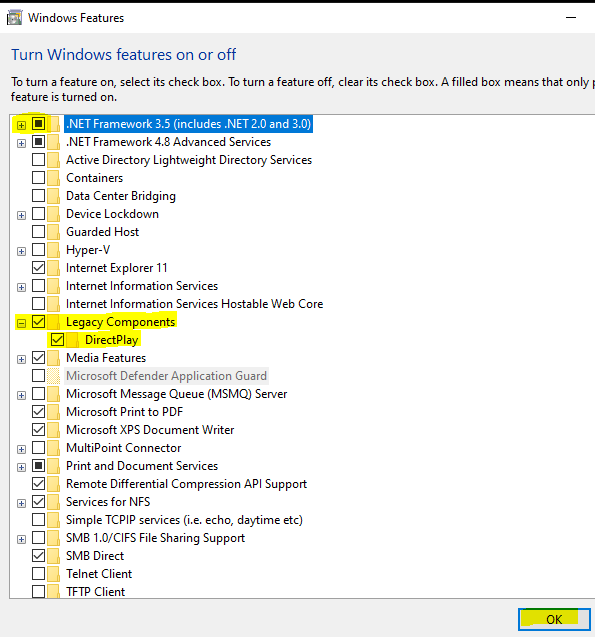 Windows Features
Turn Windows features on or off
To turn a feature on, select its check box. To turn a feature off, clear its check box. A filled box means that only
feature is turned on.
.NET Framework 3.5 (includes .NET 2.0 and 3.0)
.NET Framework 4.8 Advanced Services
Active Directory Lightweight Directory Services
Containers
Data Center Bridging
Device Lockdown
Guarded Host
Hyper-V
Internet Explorer 11
Internet Information Services
Internet Information Services Hostable Web Core
Legacy Components
DirectPlay
Media Features
Microsoft Defender Application Guard
Microsoft Message Queue (MSMQ) Server
Microsoft Print to PDF
Microsoft XPS Document Writer
MultiPoint Connector
Print and Document Services
Remote Differential Compression API Support
Services for NFS
Simple TCPIP services (i.e. echo, daytime etc)
SMB 1.0/CIFS File Sharing Support
SMB Direct
Telnet Client
TFTP Client
OK